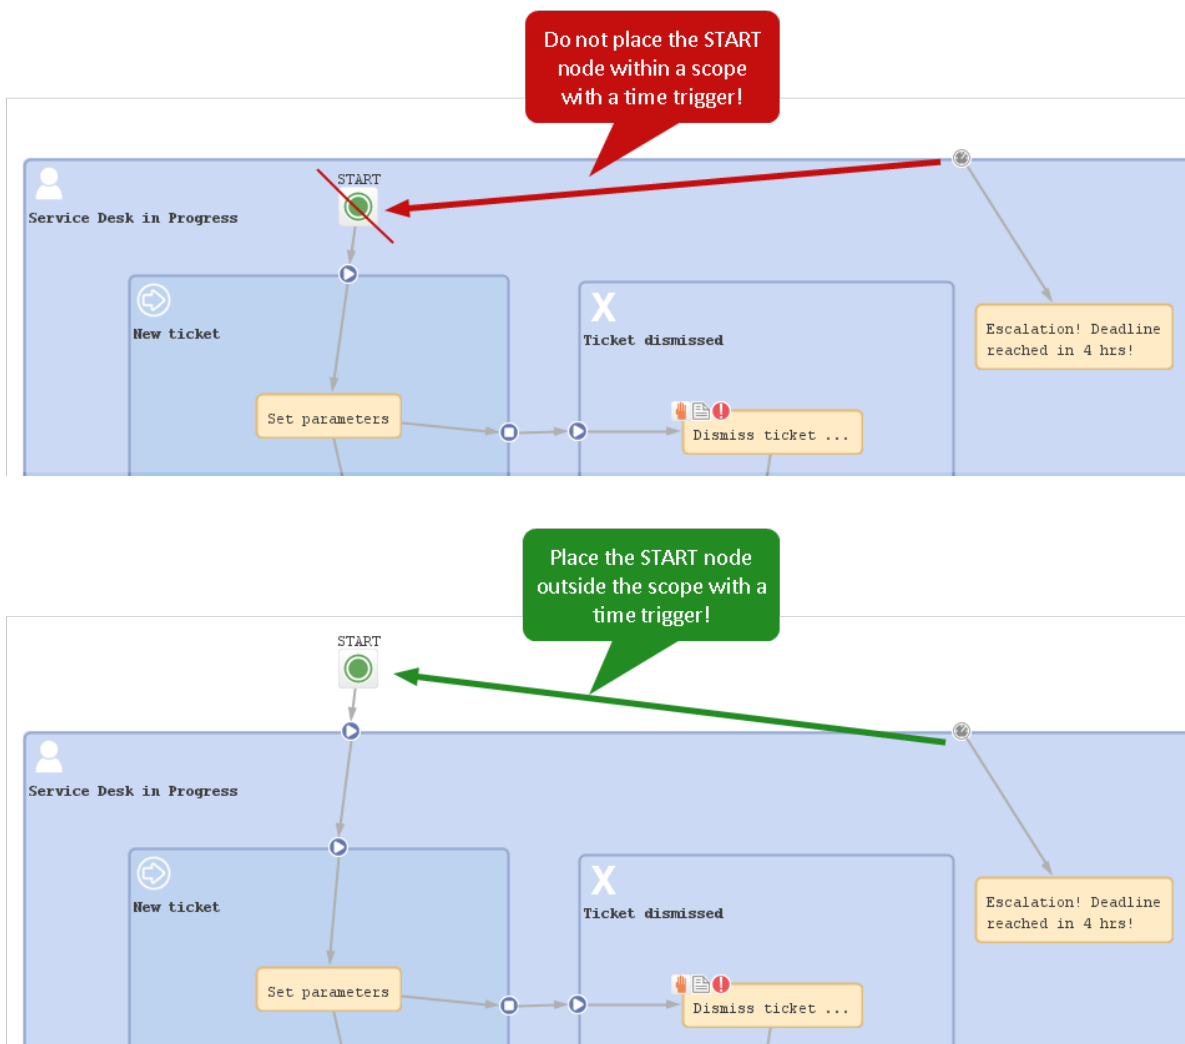 Do not place the START
node within a scope
with a time trigger!
START
Service Desk in Progress
New ticket
X
Ticket dismissed
Escalation! Deadline
reached in 4 hrs!
Set parameters
Dismiss ticket ...
Place the START node
outside the scope with a
time trigger!
START
Service Desk in Progress
New ticket
X
Ticket dismissed
Escalation! Deadline
reached in 4 hrs!
Set parameters
Dismiss ticket ...